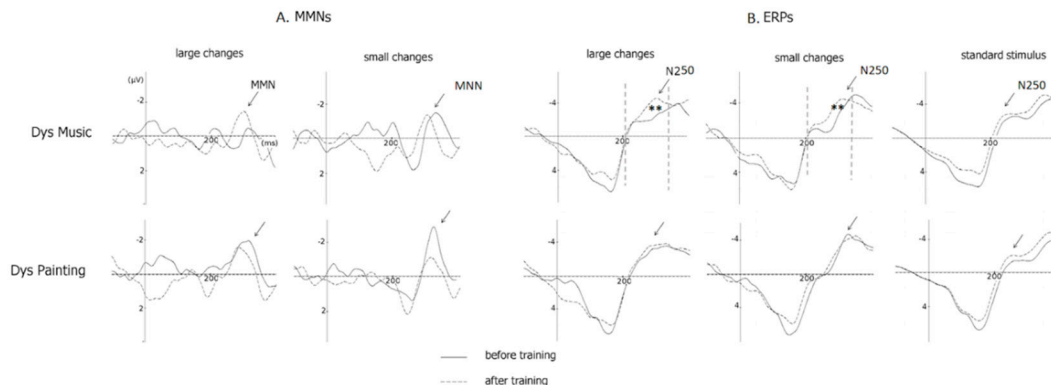 A. MMNs
B. ERPs
large changes
small changes
large changes
small changes
standard stimulus
(µV)
MMN
MNN
N250
N250
N250
Dys Music
-2
200
(ms)
2
-2
200
2
-4
200
**
4
-4
200
**
4
-4
200
4
Dys Painting
-2
200
2
-2
200
2
-4
200
4
-4
200
4
-4
200
4
before training
after training